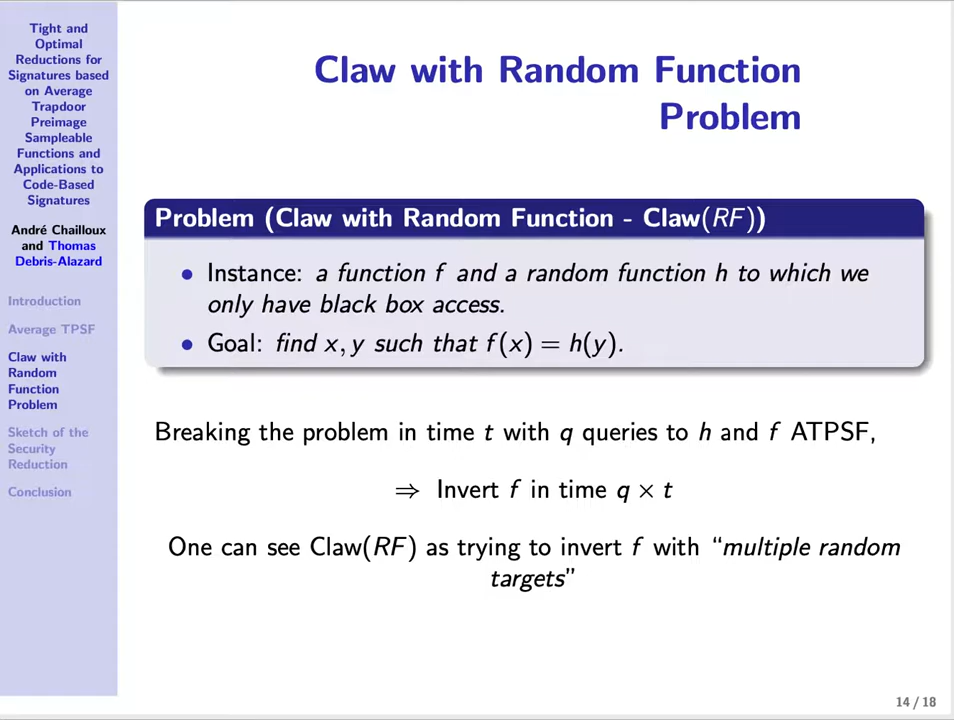 Tight and
Optimal
Reductions for
Signatures based
on Average
Trapdoor
Preimage
Sampleable
Functions and
Applications to
Code-Based
Signatures
André Chailloux
and Thomas
Debris-Alazard
Introduction
Average TPSF
Claw with
Random
Function
Problem
Sketch of the
Security
Reduction
Conclusion
Claw with Random Function
Problem
Problem (Claw with Random Function - Claw(RF))
• Instance: a function f and a random function h to which we
only have black box access.
• Goal: find x, y such that f(x) = h(y).
Breaking the problem in time t with q queries to h and f ATPSF,
⇒ Invert f in time q × t
One can see Claw(RF) as trying to invert f with “multiple random
targets”
14 / 18